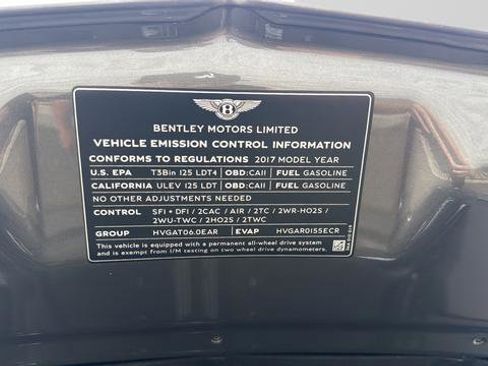 B
BENTLEY MOTORS LIMITED
VEHICLE EMISSION CONTROL INFORMATION
CONFORMS TO REGULATIONS 2017 MODEL YEAR
U.S. EPA T3Bin 125 LDT4 OBD:CAII FUEL GASOLINE
CALIFORNIA ULEV 125 LDT OBD:CAII FUEL GASOLINE
NO OTHER ADJUSTMENTS NEEDED
CONTROL SFI + DFI / 2CAC / AIR / 2TC / 2WR-HO2S /
2WU-TWC / 2HO2S / 2TWC
GROUP HVGAT06.0EAR EVAP HVGAR0155ECR
This vehicle is equipped with a permanent all-wheel drive system
and is exempt from I/M testing on two wheel drive dynamometers.